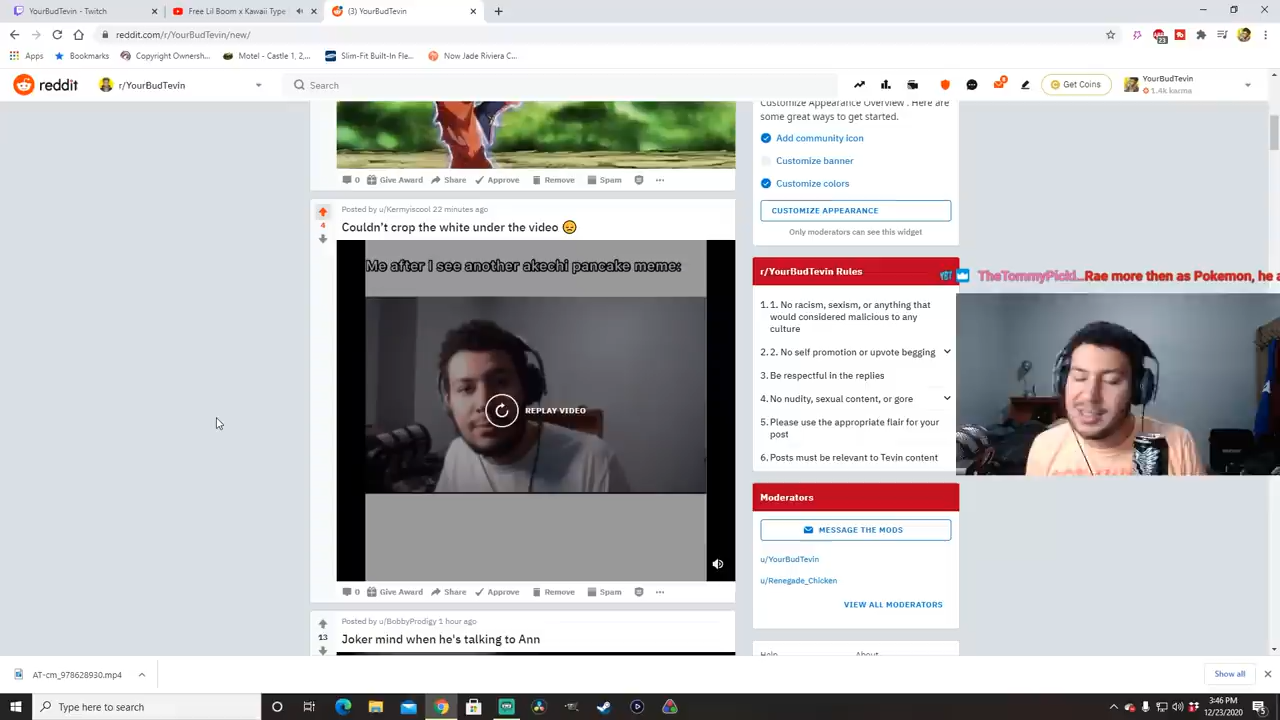 YourBudTevin - Twitch
Free Lil Boom x Kawaii Type
(3) YourBudTevin
reddit.com/r/YourBudTevin/new/
Apps
Bookmarks
Copyright Ownersh...
Motel - Castle 1, 2,...
Slim-Fit Built-In Fle...
Now Jade Riviera C...
reddit
r/YourBudTevin
Search
Get Coins
YourBudTevin
1.4k karma
Customize Appearance Overview . Here are
some great ways to get started.
Add community icon
Customize banner
Customize colors
CUSTOMIZE APPEARANCE
Only moderators can see this widget
0 Give Award Share Approve Remove Spam
Posted by u/Kermyiscool 22 minutes ago
4
Couldn't crop the white under the video 😔
Me after I see another akechi pancake meme:
REPLAY VIDEO
0 Give Award Share Approve Remove Spam
Posted by u/BobbyProdigy 1 hour ago
13
Joker mind when he's talking to Ann
r/YourBudTevin Rules
1. 1. No racism, sexism, or anything that
would considered malicious to any
culture
2. 2. No self promotion or upvote begging
3. Be respectful in the replies
4. No nudity, sexual content, or gore
5. Please use the appropriate flair for your
post
6. Posts must be relevant to Tevin content
Moderators
MESSAGE THE MODS
u/YourBudTevin
u/Renegade_Chicken
VIEW ALL MODERATORS
Help About
TheTommyPicki...Rae more then as Pokemon, he a
AT-cm_978628930.mp4
Show all
Type here to search
3:46 PM
12/23/2020